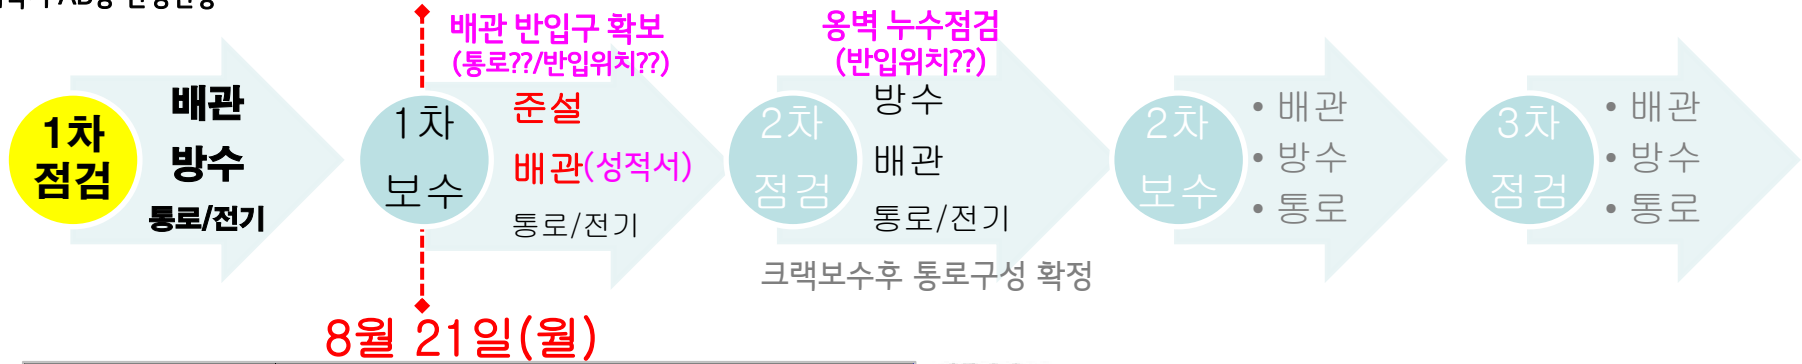 배관 반입구 확보
(통로??/반입위치??)
옹벽 누수점검
(반입위치??)
1차
점검
배관
방수
통로/전기
1차
보수
준설
배관(성적서)
통로/전기
2차
점검
방수
배관
통로/전기
크랙보수후 통로구성 확정
2차
보수
• 배관
• 방수
• 통로
3차
점검
• 배관
• 방수
• 통로
8월 21일(월)